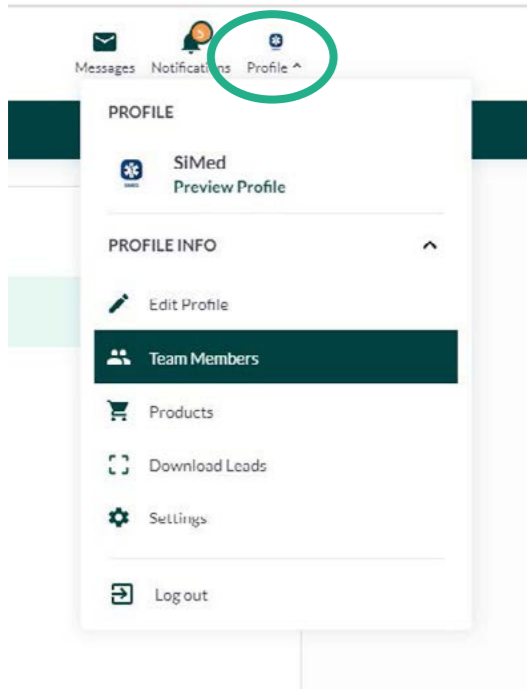 5
Messages Notifications Profile
PROFILE
SiMed
Preview Profile
PROFILE INFO
Edit Profile
Team Members
Products
Download Leads
Settings
Log out